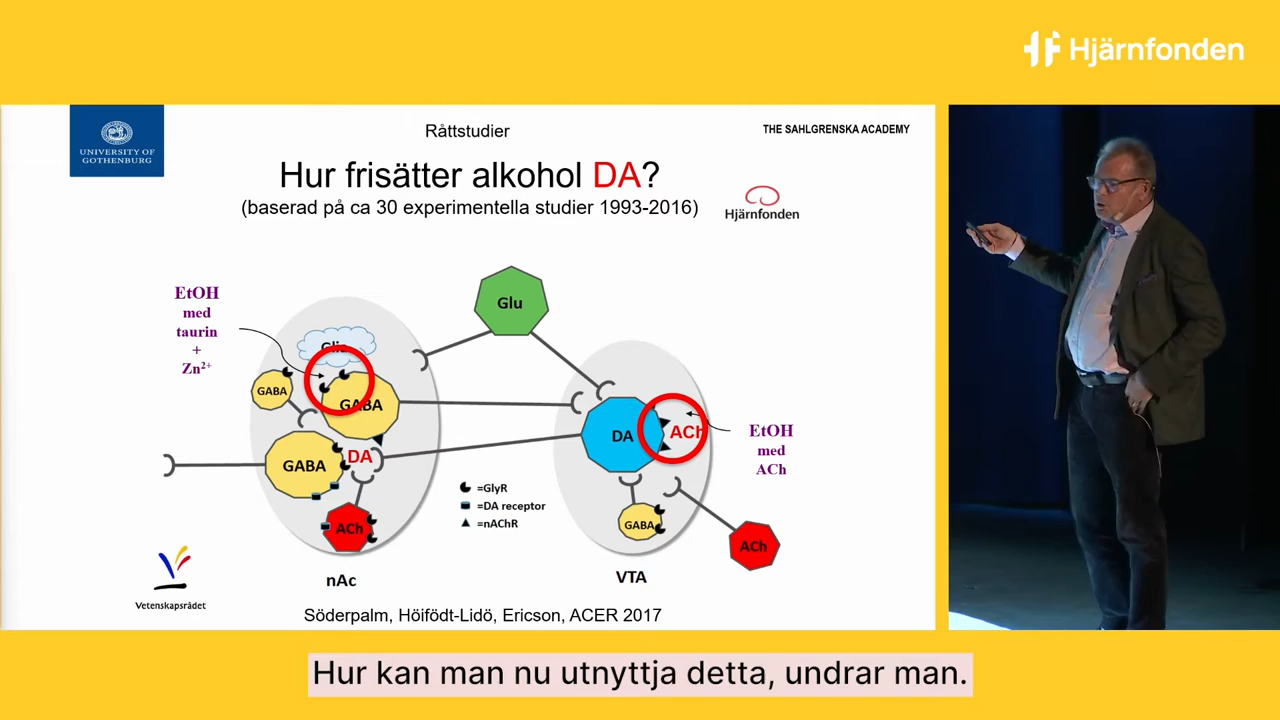 Hjärnfonden
UNIVERSITY OF
GOTHENBURG
Råttstudier
THE SAHLGRENSKA ACADEMY
Hur frisätter alkohol DA?
(baserad på ca 30 experimentella studier 1993-2016)
Hjärnfonden
EtOH
med
taurin
+
Zn²⁺
Glu
Glia
GABA
GABA
GABA
DA
ACh
DA
ACh
EtOH
med
ACh
=GlyR
=DA receptor
=nAChR
GABA
ACh
nAc
VTA
Vetenskapsrådet
Söderpalm, Höifödt-Lidö, Ericson, ACER 2017
Hur kan man nu utnyttja detta, undrar man.